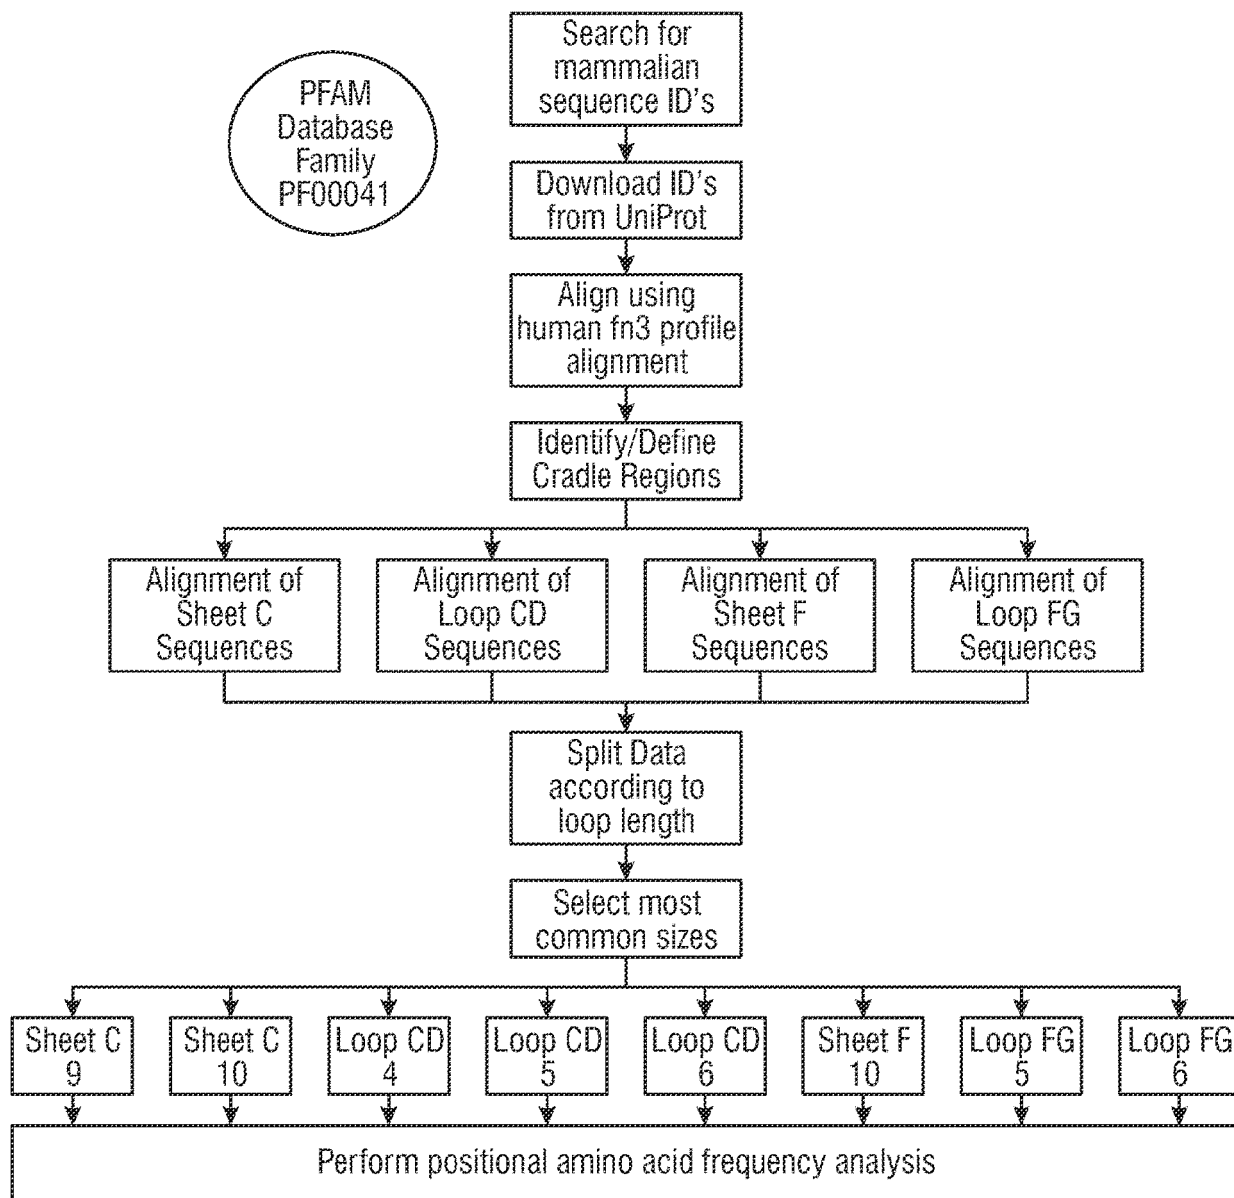 PFAM
Database
Family
PF00041
Search for
mammalian
sequence ID's
Download ID's
from UniProt
Align using
human fn3 profile
alignment
Identify/Define
Cradle Regions
Alignment of
Sheet C
Sequences
Alignment of
Loop CD
Sequences
Alignment of
Sheet F
Sequences
Alignment of
Loop FG
Sequences
Split Data
according to
loop length
Select most
common sizes
Sheet C
9
Sheet C
10
Loop CD
4
Loop CD
5
Loop CD
6
Sheet F
10
Loop FG
5
Loop FG
6
Perform positional amino acid frequency analysis